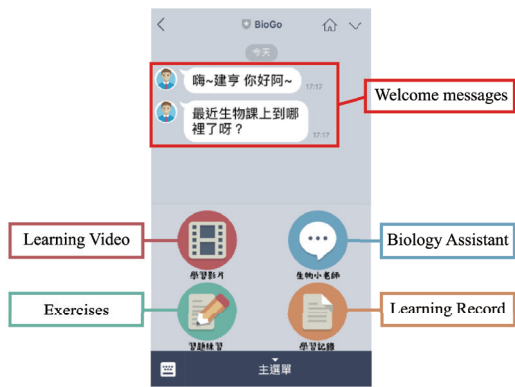 BioGo
今天
嗨~建亨 你好阿~
17:17
Welcome messages
最近生物課上到哪
裡了呀？
17:17
Learning Video
Biology Assistant
學習影片
生物小老師
Exercises
Learning Record
習題練習
學習記錄
主選單